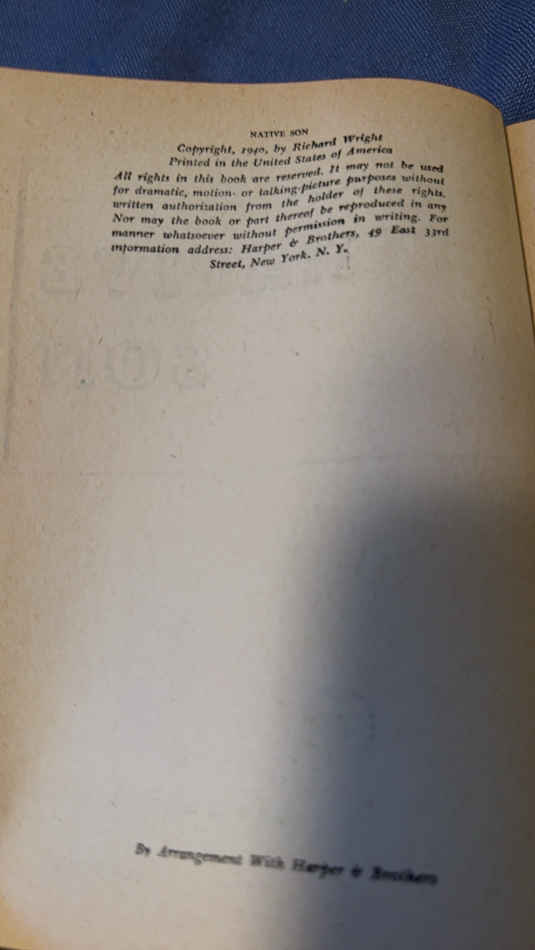 NATIVE SON
Copyright, 1940, by Richard Wright
Printed in the United States of America
All rights in this book are reserved. It may not be used
for dramatic, motion- or talking-picture purposes without
written authorization from the holder of these rights.
Nor may the book or part thereof be reproduced in any
manner whatsoever without permission in writing. For
information address: Harper & Brothers, 49 East 33rd
Street, New York. N. Y.
By Arrangement With Harper & Brothers